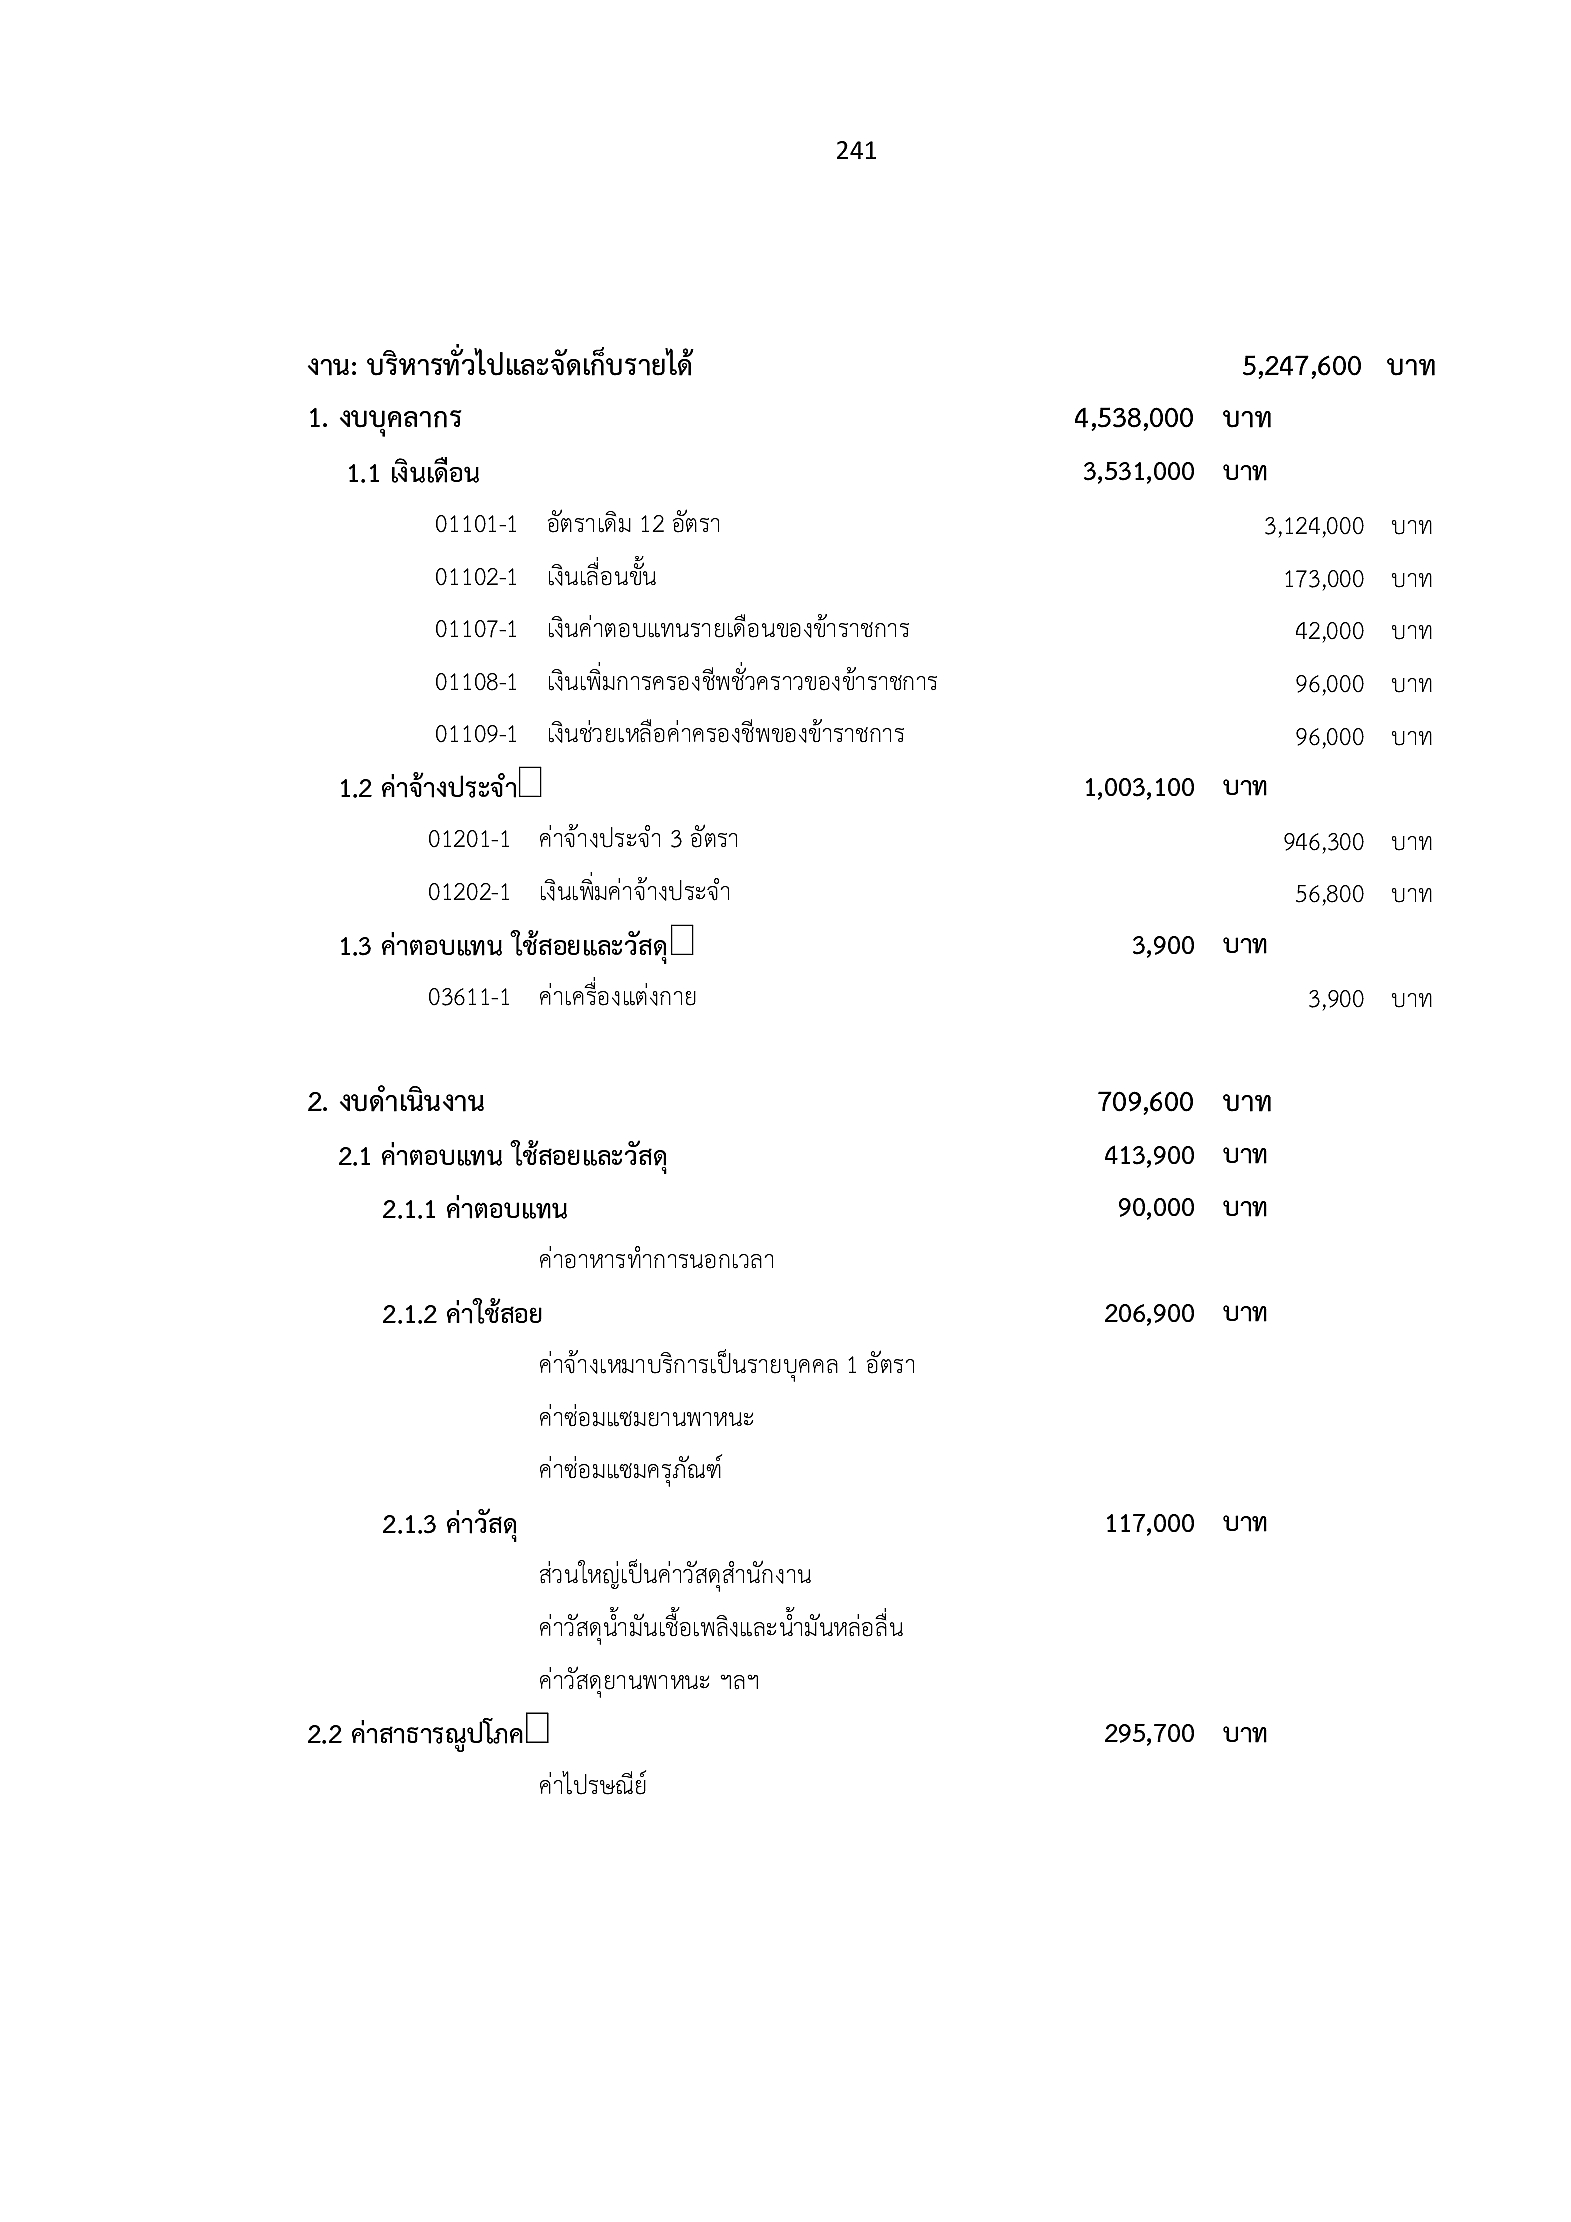 241
งาน: บริหารทั่วไปและจัดเก็บรายได้ 5,247,600 บาท
1. งบบุคลากร 4,538,000 บาท
1.1 เงินเดือน 3,531,000 บาท
01101-1 อัตราเดิม 12 อัตรา 3,124,000 บาท
01102-1 เงินเลื่อนขั้น 173,000 บาท
01107-1 เงินค่าตอบแทนรายเดือนของข้าราชการ 42,000 บาท
01108-1 เงินเพิ่มการครองชีพชั่วคราวของข้าราชการ 96,000 บาท
01109-1 เงินช่วยเหลือค่าครองชีพของข้าราชการ 96,000 บาท
1.2 ค่าจ้างประจำ 1,003,100 บาท
01201-1 ค่าจ้างประจำ 3 อัตรา 946,300 บาท
01202-1 เงินเพิ่มค่าจ้างประจำ 56,800 บาท
1.3 ค่าตอบแทน ใช้สอยและวัสดุ 3,900 บาท
03611-1 ค่าเครื่องแต่งกาย 3,900 บาท
2. งบดำเนินงาน 709,600 บาท
2.1 ค่าตอบแทน ใช้สอยและวัสดุ 413,900 บาท
2.1.1 ค่าตอบแทน 90,000 บาท
ค่าอาหารทำการนอกเวลา
2.1.2 ค่าใช้สอย 206,900 บาท
ค่าจ้างเหมาบริการเป็นรายบุคคล 1 อัตรา
ค่าซ่อมแซมยานพาหนะ
ค่าซ่อมแซมครุภัณฑ์
2.1.3 ค่าวัสดุ 117,000 บาท
ส่วนใหญ่เป็นค่าวัสดุสำนักงาน
ค่าวัสดุน้ำมันเชื้อเพลิงและน้ำมันหล่อลื่น
ค่าวัสดุยานพาหนะ ฯลฯ
2.2 ค่าสาธารณูปโภค 295,700 บาท
ค่าไปรษณีย์